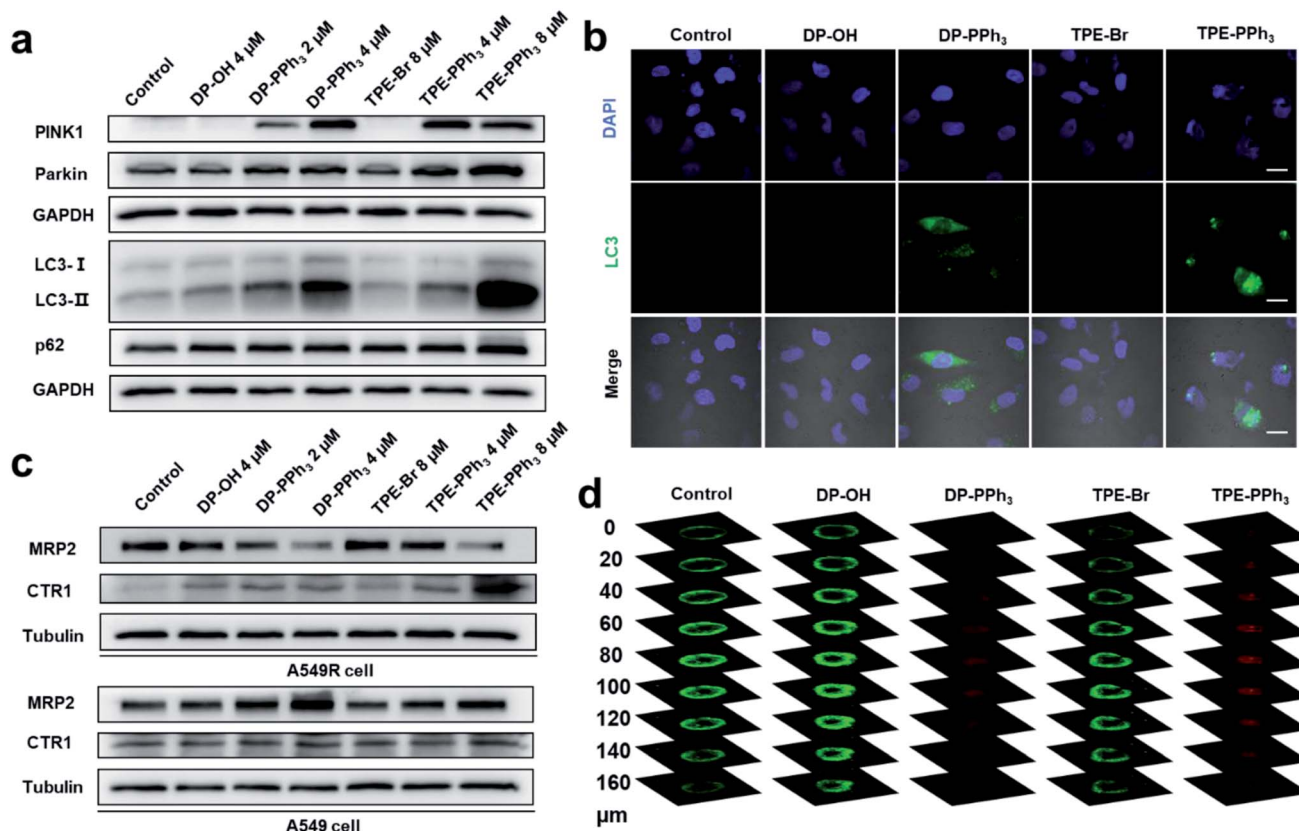 a
Control
DP-OH 4 µM
DP-PPh₃ 2 µM
DP-PPh₃ 4 µM
TPE-Br 8 µM
TPE-PPh₃ 4 µM
TPE-PPh₃ 8 µM
PINK1
Parkin
GAPDH
LC3-Ⅰ
LC3-Ⅱ
p62
GAPDH
b
Control DP-OH DP-PPh₃ TPE-Br TPE-PPh₃
DAPI
LC3
Merge
c
Control
DP-OH 4 µM
DP-PPh₃ 2 µM
DP-PPh₃ 4 µM
TPE-Br 8 µM
TPE-PPh₃ 4 µM
TPE-PPh₃ 8 µM
MRP2
CTR1
Tubulin
A549R cell
MRP2
CTR1
Tubulin
A549 cell
d
Control DP-OH DP-PPh₃ TPE-Br TPE-PPh₃
0
20
40
60
80
100
120
140
160
µm